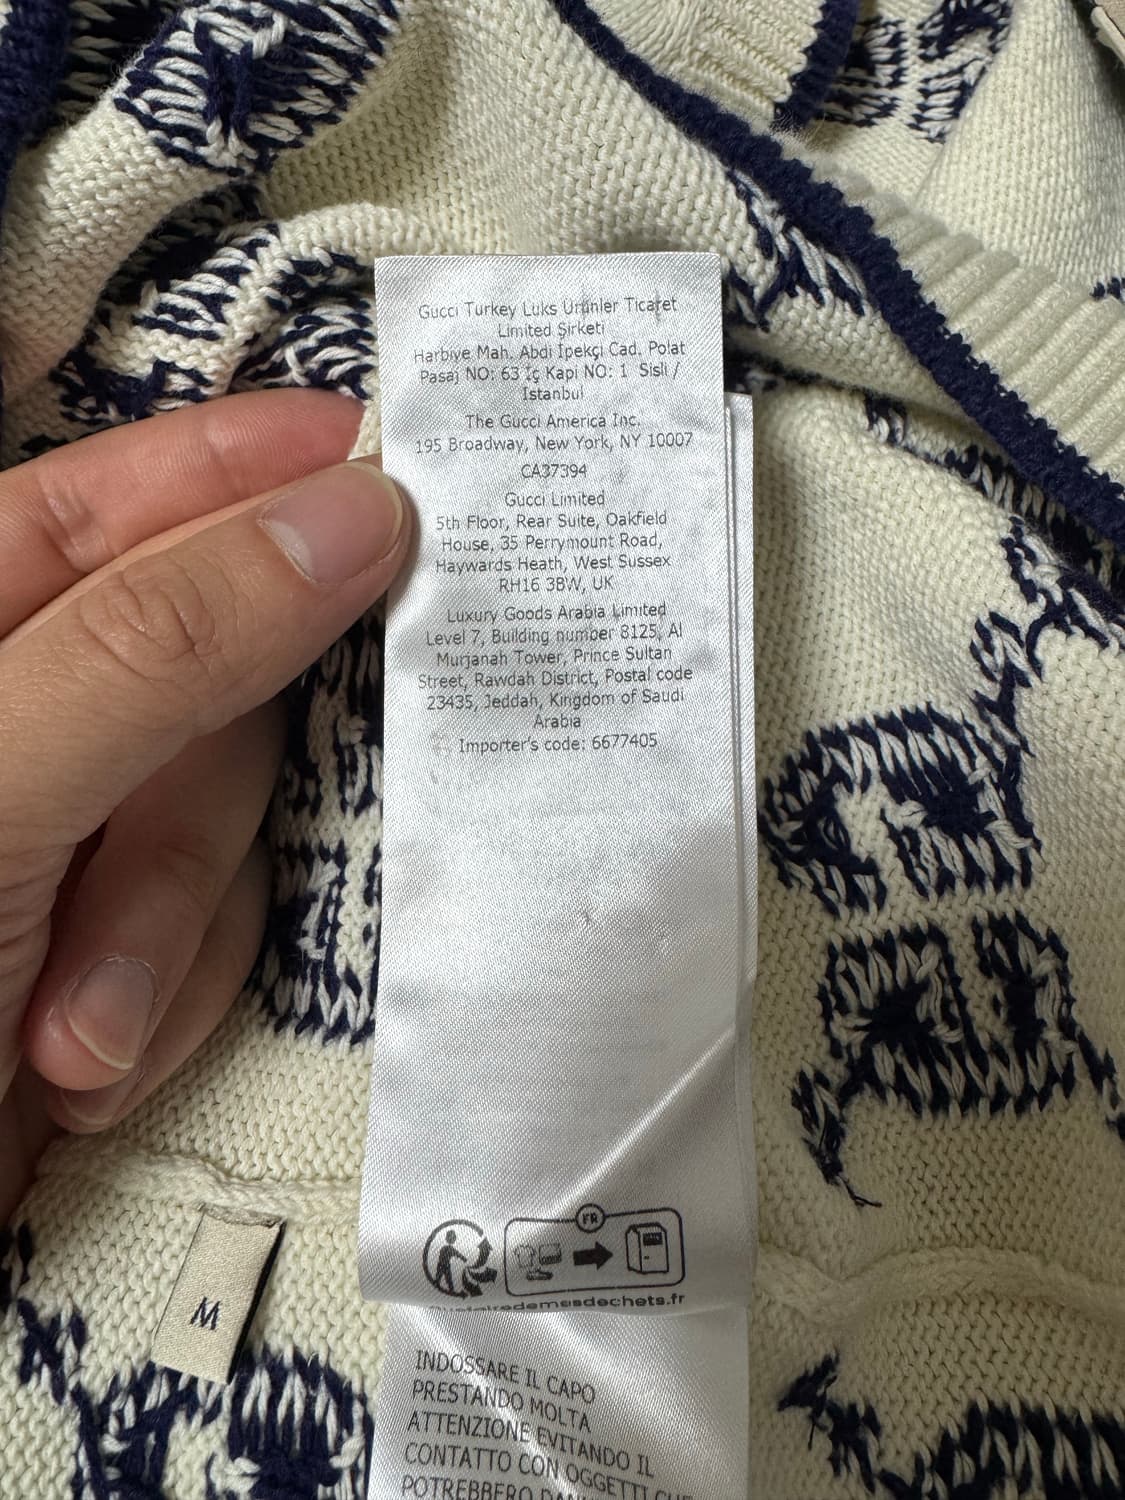 Gucci Turkey Luks Urünler Ticaret
Limited Şirketi
Harbiye Mah. Abdi İpekçi Cad. Polat
Pasaj NO: 63 İç Kapi NO: 1 Sisli /
Istanbul
The Gucci America Inc.
195 Broadway, New York, NY 10007
CA37394
Gucci Limited
5th Floor, Rear Suite, Oakfield
House, 35 Perrymount Road,
Haywards Heath, West Sussex
RH16 3BW, UK
Luxury Goods Arabia Limited
Level 7, Building number 8125, Al
Murjanah Tower, Prince Sultan
Street, Rawdah District, Postal code
23435, Jeddah, Kingdom of Saudi
Arabia
Importer's code: 6677405
FR
M
INDOSSARE IL CAPO
PRESTANDO MOLTA
ATTENZIONE EVITANDO IL
CONTATTO CON OGGETTI CHE
POTREBBERO